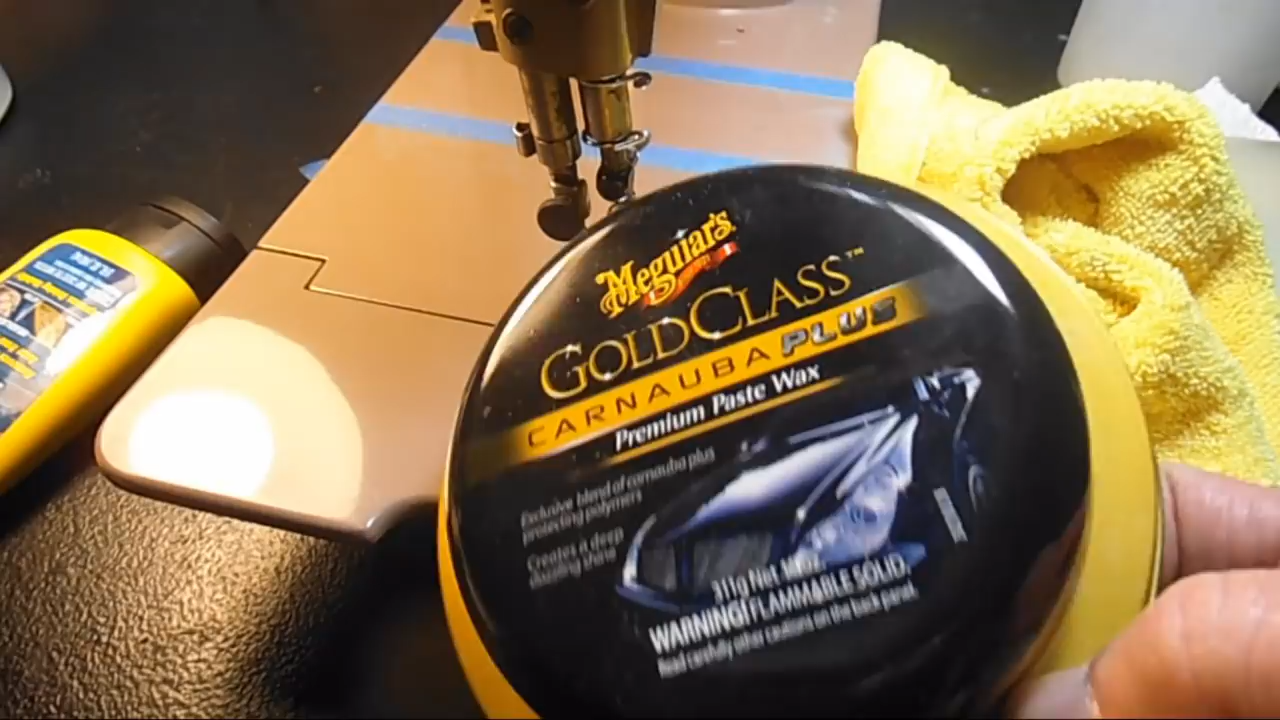 Meguiar's
GOLD CLASS™
CARNAUBA PLUS
Premium Paste Wax
Exclusive blend of carnauba plus
protecting polymers
Creates a deep
dazzling shine
311g Net
WARNING! FLAMMABLE SOLID.
Read carefully other cautions on the back panel.